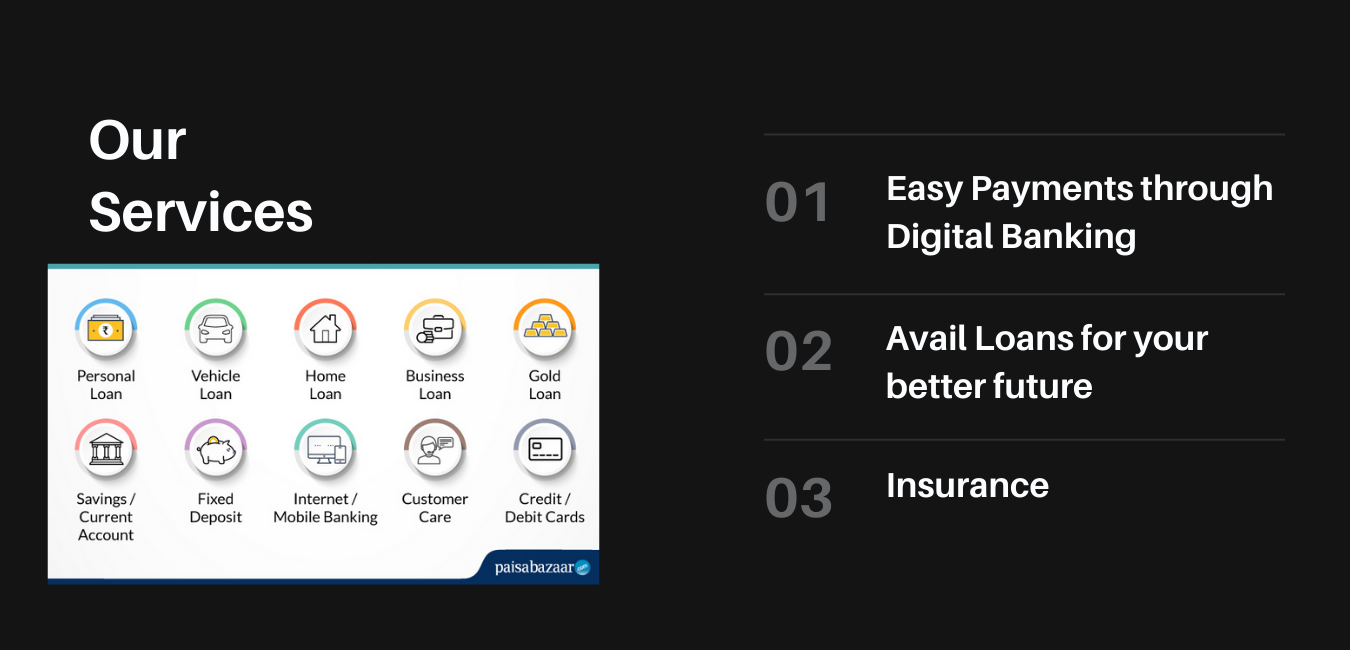 Our
Services
Personal
Loan
Vehicle
Loan
Home
Loan
Business
Loan
Gold
Loan
Savings /
Current
Account
Fixed
Deposit
Internet /
Mobile Banking
Customer
Care
Credit /
Debit Cards
paisabazaar.com
01
Easy Payments through
Digital Banking
02
Avail Loans for your
better future
03
Insurance